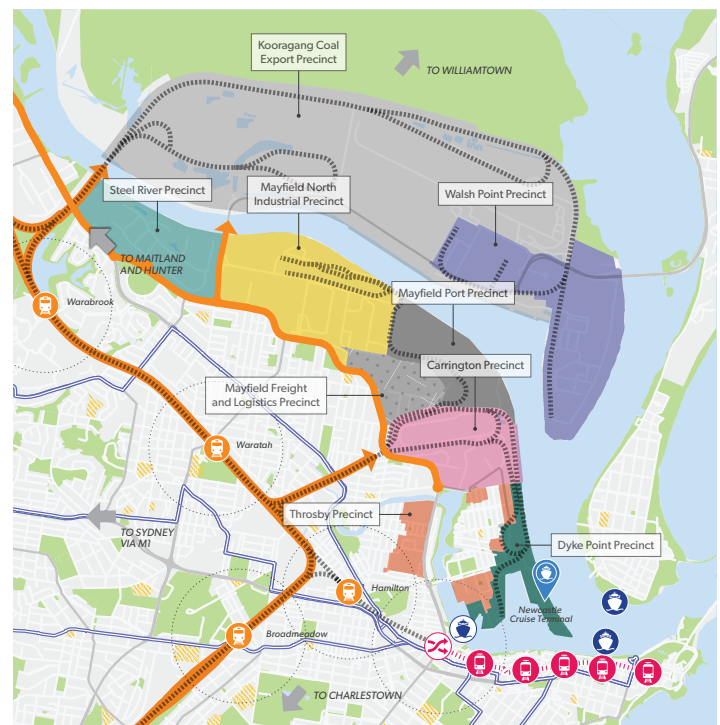 Kooragang Coal
Export Precinct
TO WILLIAMTOWN
Steel River Precinct
Mayfield North
Industrial Precinct
Walsh Point Precinct
TO MAITLAND
AND HUNTER
Warabrook
Mayfield Port Precinct
Carrington Precinct
Mayfield Freight
and Logistics Precinct
Waratah
Throsby Precinct
TO SYDNEY
VIA M1
Dyke Point Precinct
Hamilton
Newcastle
Cruise Terminal
Broadmeadow
TO CHARLESTOWN